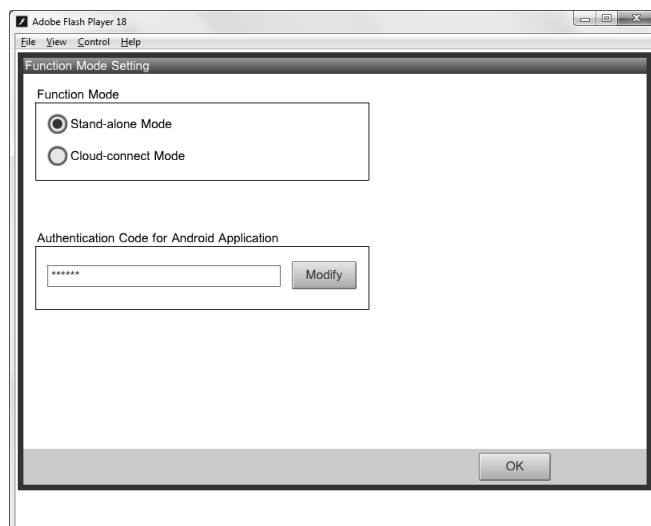 Adobe Flash Player 18
File View Control Help
Function Mode Setting
Function Mode
Stand-alone Mode
Cloud-connect Mode
Authentication Code for Android Application
******
Modify
OK